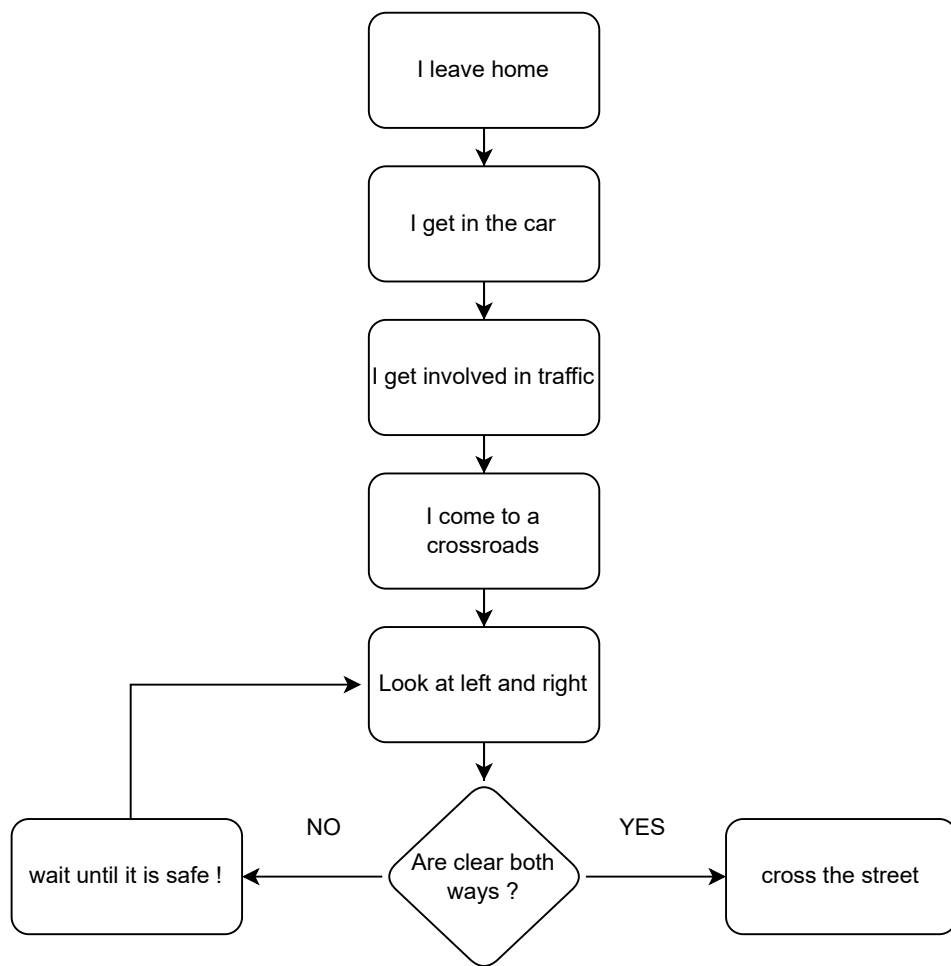 I leave home
I get in the car
I get involved in traffic
I come to a
crossroads
Look at left and right
NO
YES
wait until it is safe !
Are clear both
ways ?
cross the street